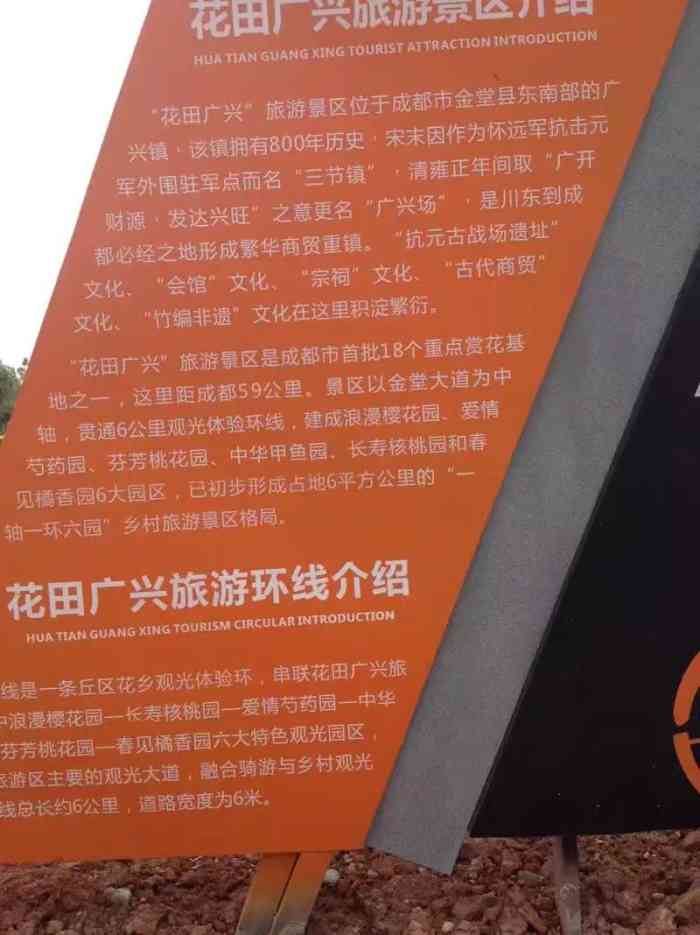 花田广兴旅游景区介绍
HUA TIAN GUANG XING TOURIST ATTRACTION INTRODUCTION
“花田广兴”旅游景区位于成都市金堂县东南部的广
兴镇，该镇拥有800年历史，宋末因作为怀远军抗击元
军外围驻军点而名“三节镇”，清雍正年间取“广开
财源，发达兴旺”之意更名“广兴场”，是川东到成
都必经之地形成繁华商贸重镇。“抗元古战场遗址”
文化、“会馆”文化、“宗祠”文化、“古代商贸”
文化、“竹编非遗”文化在这里积淀繁衍。
“花田广兴”旅游景区是成都市首批18个重点赏花基
地之一，这里距成都59公里。景区以金堂大道为中
轴，贯通6公里观光体验环线，建成浪漫樱花园、爱情
芍药园、芬芳桃花园、中华甲鱼园、长寿核桃园和春
见橘香园6大园区，已初步形成占地6平方公里的“一
轴一环六园”乡村旅游景区格局。
花田广兴旅游环线介绍
HUA TIAN GUANG XING TOURISM CIRCULAR INTRODUCTION
线是一条丘区花乡观光体验环，串联花田广兴旅
浪漫樱花园—长寿核桃园—爱情芍药园—中华
芬芳桃花园—春见橘香园六大特色观光园区，
旅游区主要的观光大道，融合骑游与乡村观光
线总长约6公里，道路宽度为6米。